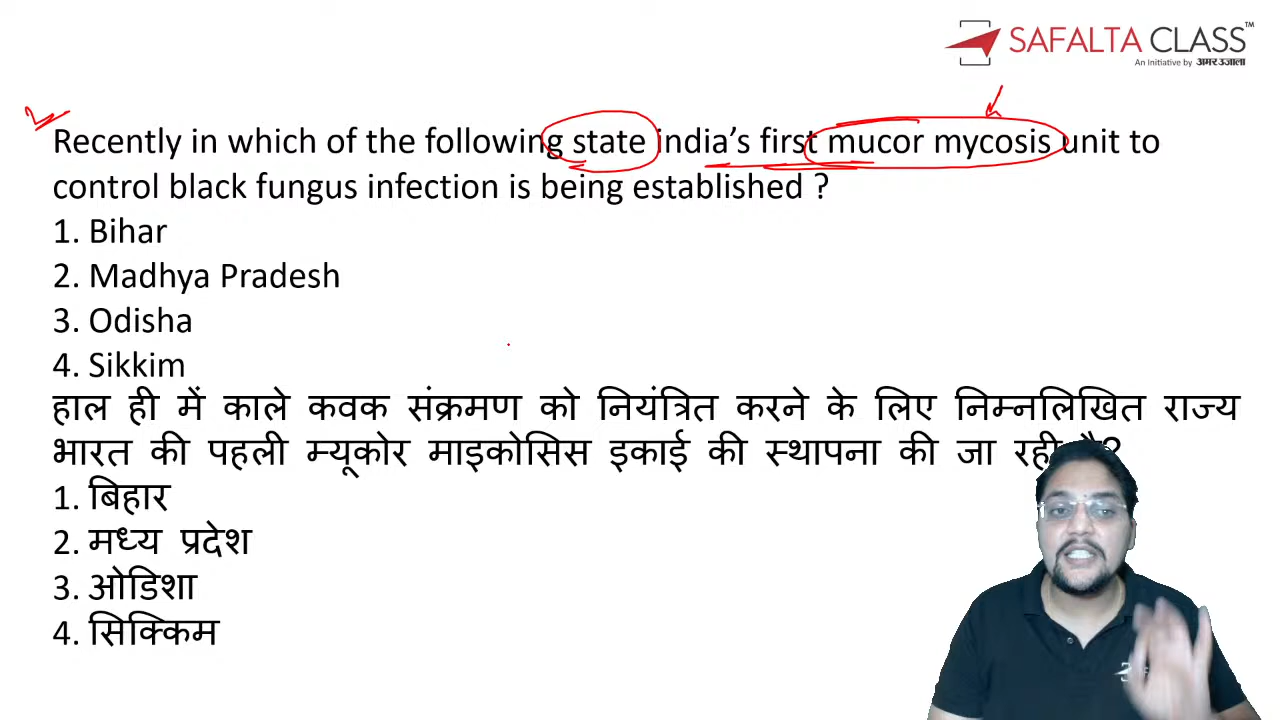 SAFALTA CLASS™
An Initiative by अमर उजाला
Recently in which of the following state india's first mucor mycosis unit to
control black fungus infection is being established ?
1. Bihar
2. Madhya Pradesh
3. Odisha
4. Sikkim
हाल ही में काले कवक संक्रमण को नियंत्रित करने के लिए निम्नलिखित राज्य
भारत की पहली म्यूकोर माइकोसिस इकाई की स्थापना की जा रही है?
1. बिहार
2. मध्य प्रदेश
3. ओडिशा
4. सिक्किम